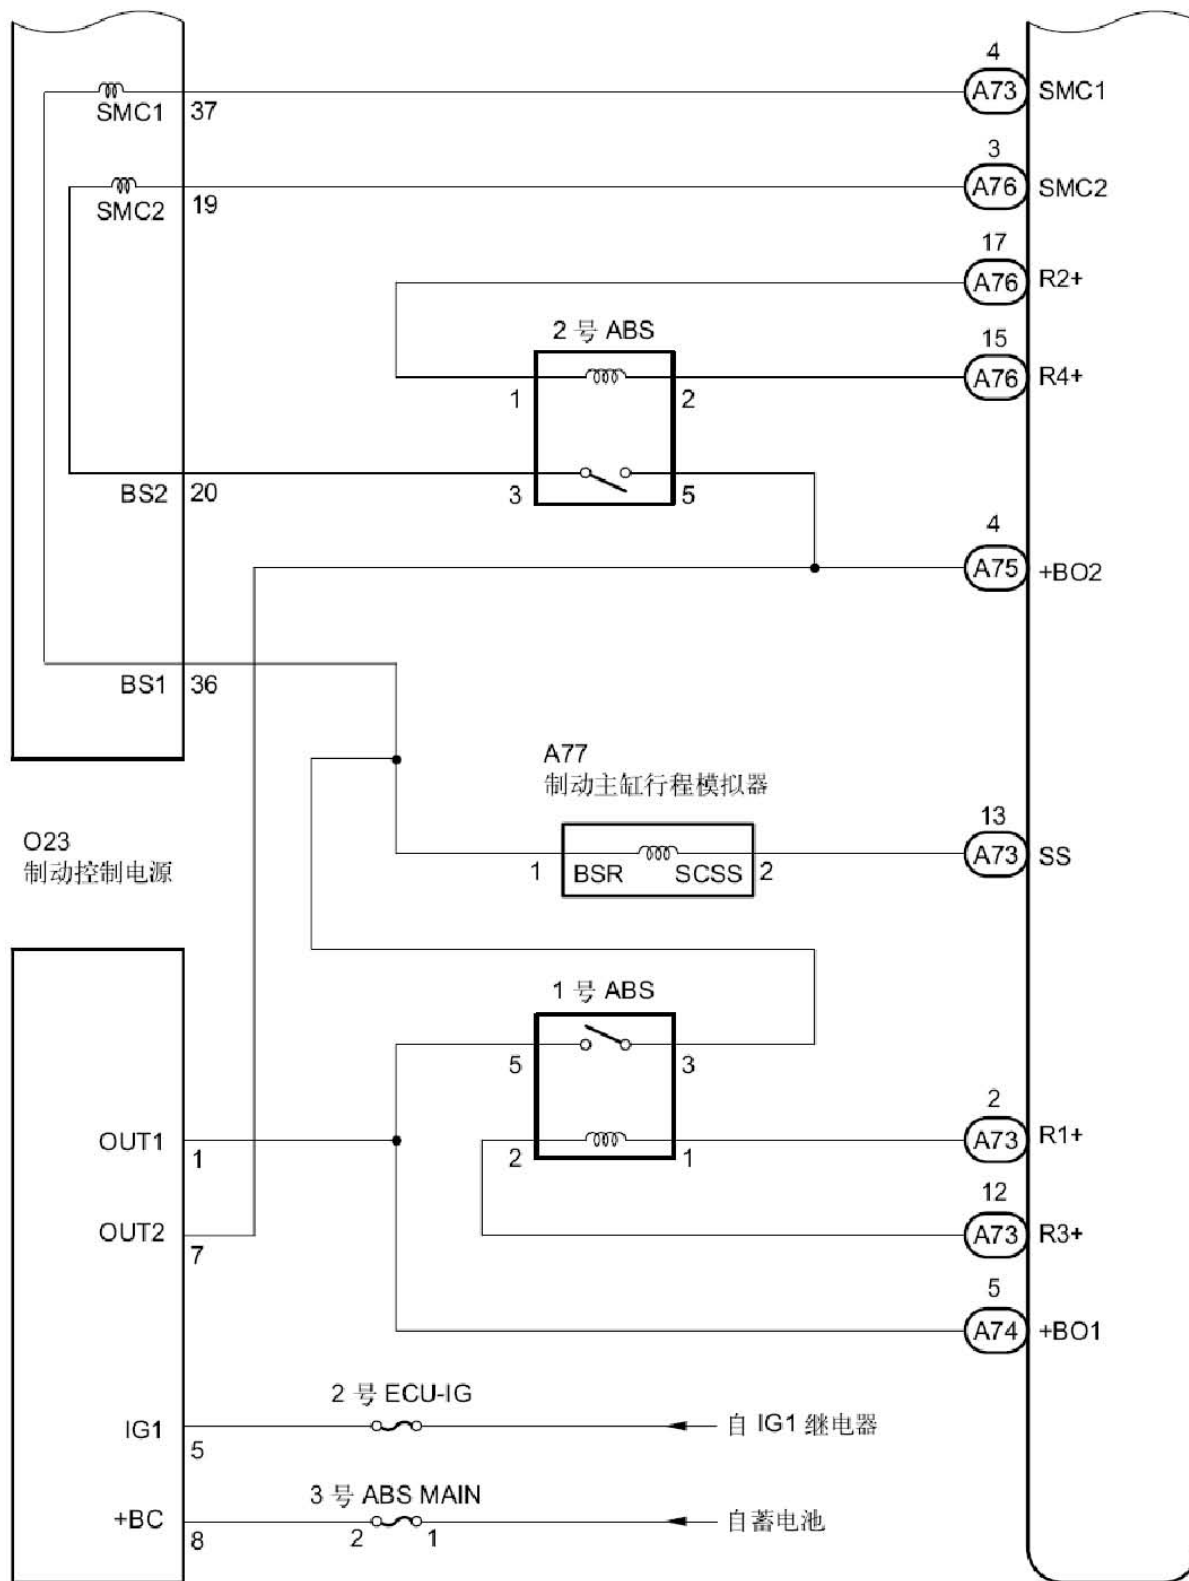 4
A73 SMC1
SMC1 37
3
A76 SMC2
SMC2 19
17
A76 R2+
2 号 ABS
15
A76 R4+
1 2
BS2 20 3 5
4
A75 +BO2
BS1 36
A77
制动主缸行程模拟器
13
O23
A73 SS
制动控制电源
1 BSR SCSS 2
1 号 ABS
5 3
2
A73 R1+
OUT1 1 2 1
12
A73 R3+
OUT2 7
5
A74 +BO1
2 号 ECU-IG
IG1 5 自 IG1 继电器
3 号 ABS MAIN
+BC 8 2 1 自蓄电池